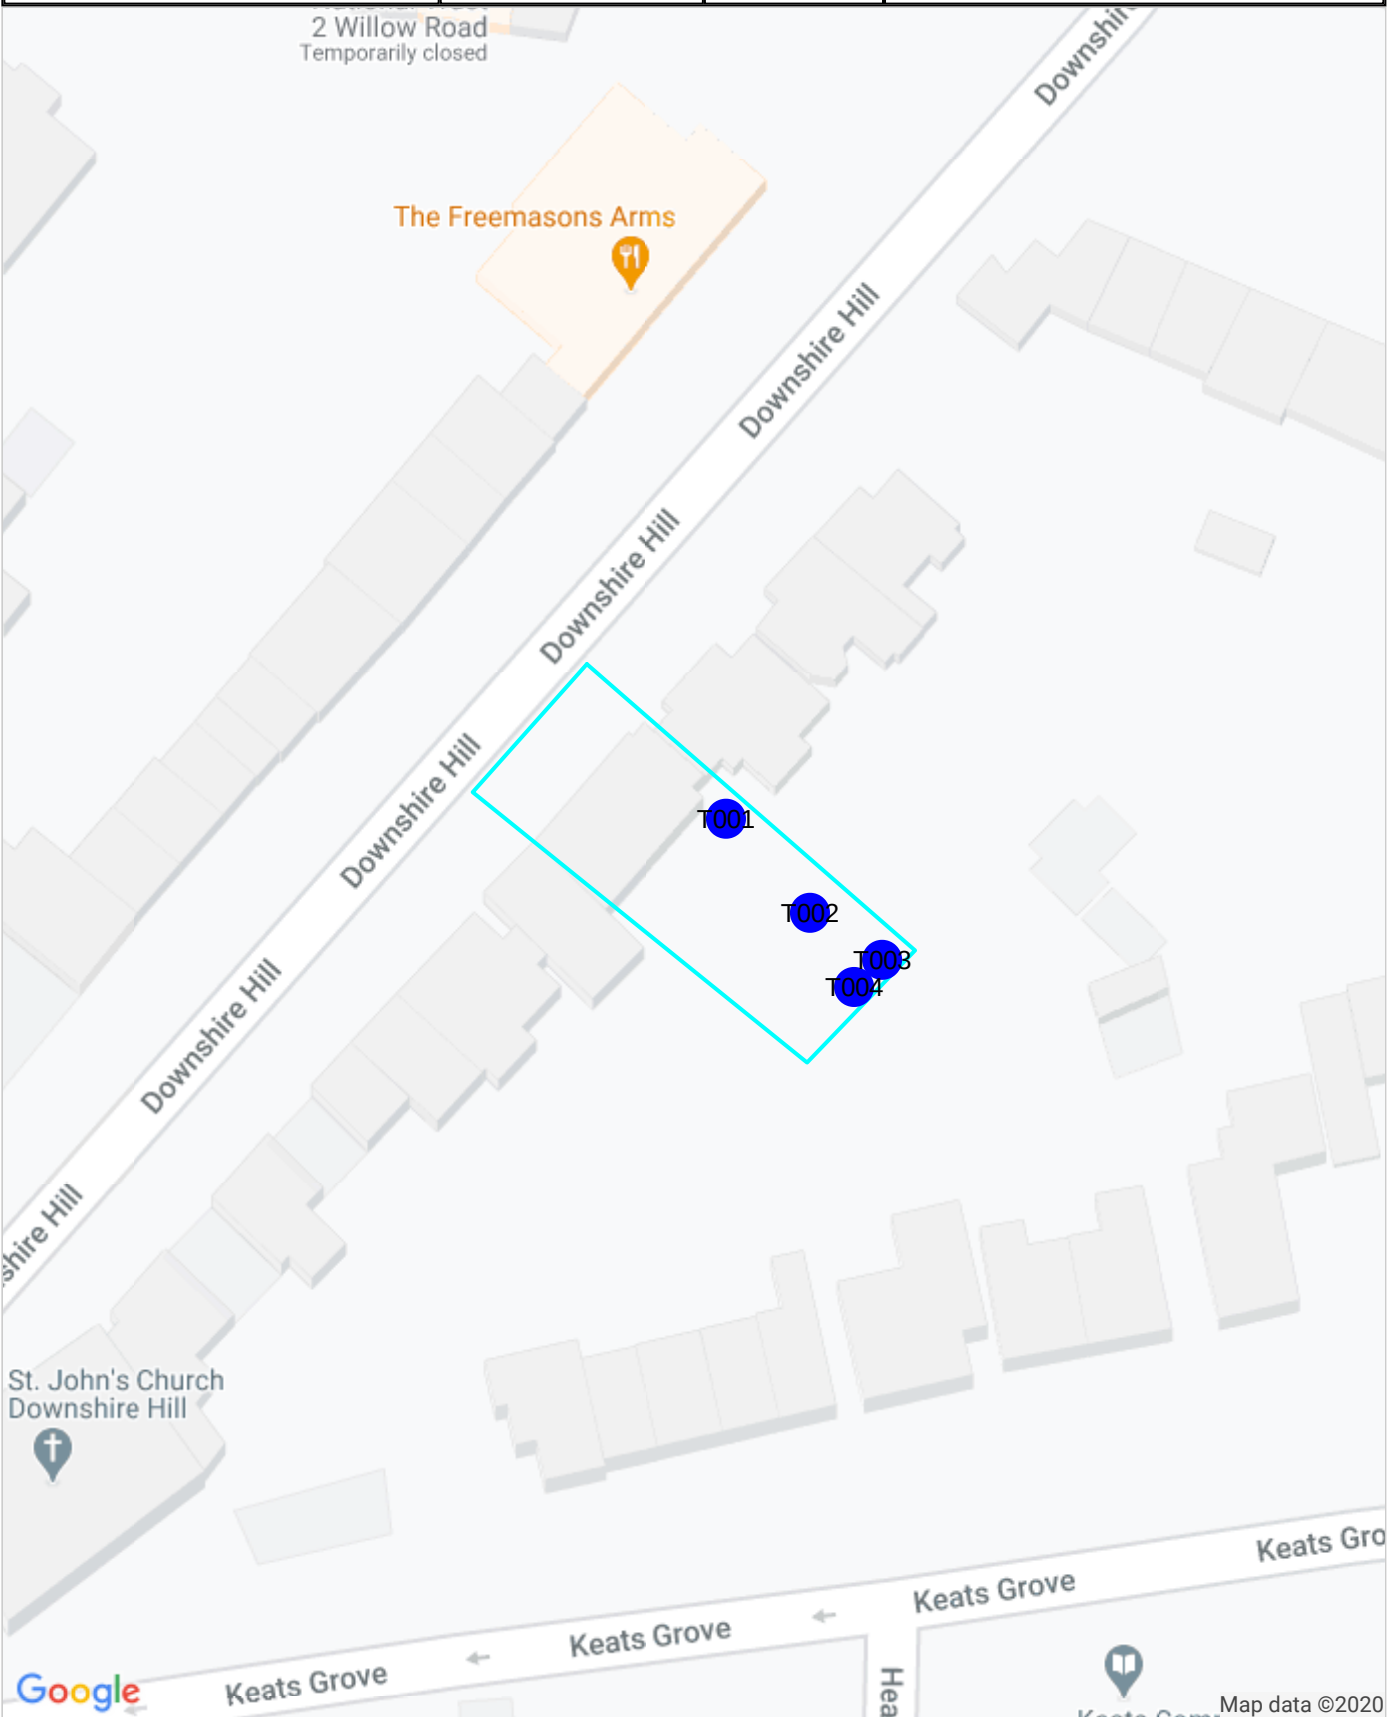 2 Willow Road
Temporarily closed
Downshire
The Freemasons Arms
Downshire Hill
Downshire Hill
Downshire Hill
T001
T002
T003
T004
Downshire Hill
shire Hill
St. John's Church
Downshire Hill
Keats Gro
Keats Grove
Keats Grove
Keats Grove
Hea
Google
Map data ©2020